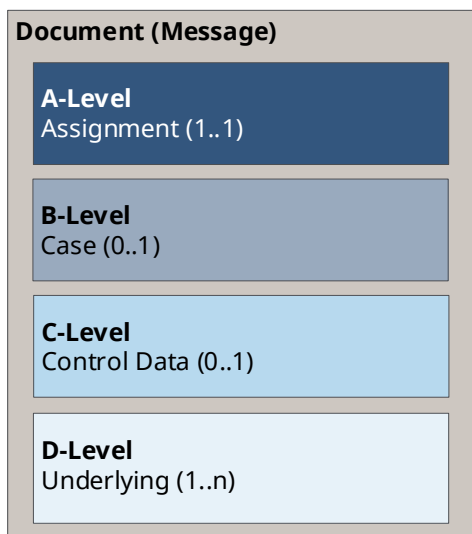 Document (Message)
A-Level
Assignment (1..1)
B-Level
Case (0..1)
C-Level
Control Data (0..1)
D-Level
Underlying (1..n)